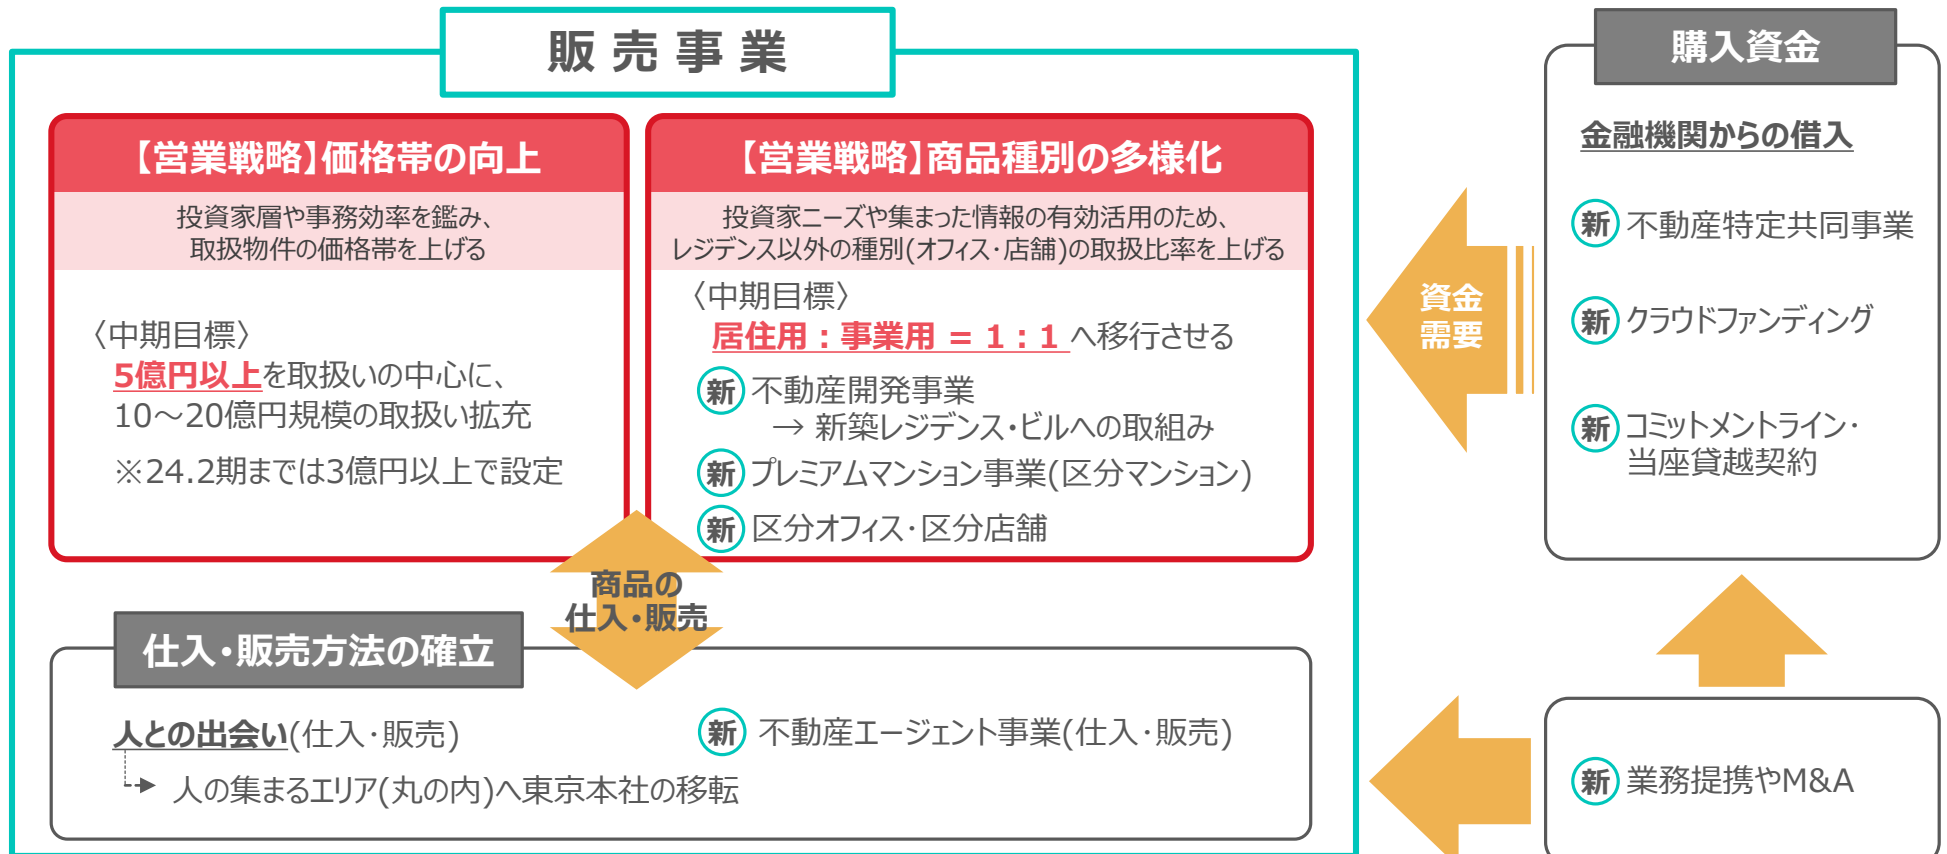 販売事業
【営業戦略】価格帯の向上
投資家層や事務効率を鑑み、
取扱物件の価格帯を上げる
〈中期目標〉
5億円以上を取扱いの中心に、
10～20億円規模の取扱い拡充
※24.2期までは3億円以上で設定
【営業戦略】商品種別の多様化
投資家ニーズや集まった情報の有効活用のため、
レジデンス以外の種別(オフィス・店舗)の取扱比率を上げる
〈中期目標〉
居住用：事業用 = 1：1 へ移行させる
新 不動産開発事業
→ 新築レジデンス・ビルへの取組み
新 プレミアムマンション事業(区分マンション)
新 区分オフィス・区分店舗
商品の
仕入・販売
仕入・販売方法の確立
人との出会い(仕入・販売)
人の集まるエリア(丸の内)へ東京本社の移転
新 不動産エージェント事業(仕入・販売)
資金
需要
購入資金
金融機関からの借入
新 不動産特定共同事業
新 クラウドファンディング
新 コミットメントライン・
当座貸越契約
新 業務提携やM&A